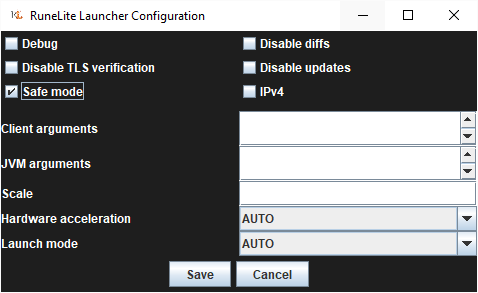 RuneLite Launcher Configuration
Debug
Disable diffs
Disable TLS verification
Disable updates
Safe mode
IPv4
Client arguments
JVM arguments
Scale
Hardware acceleration
AUTO
Launch mode
AUTO
Save
Cancel